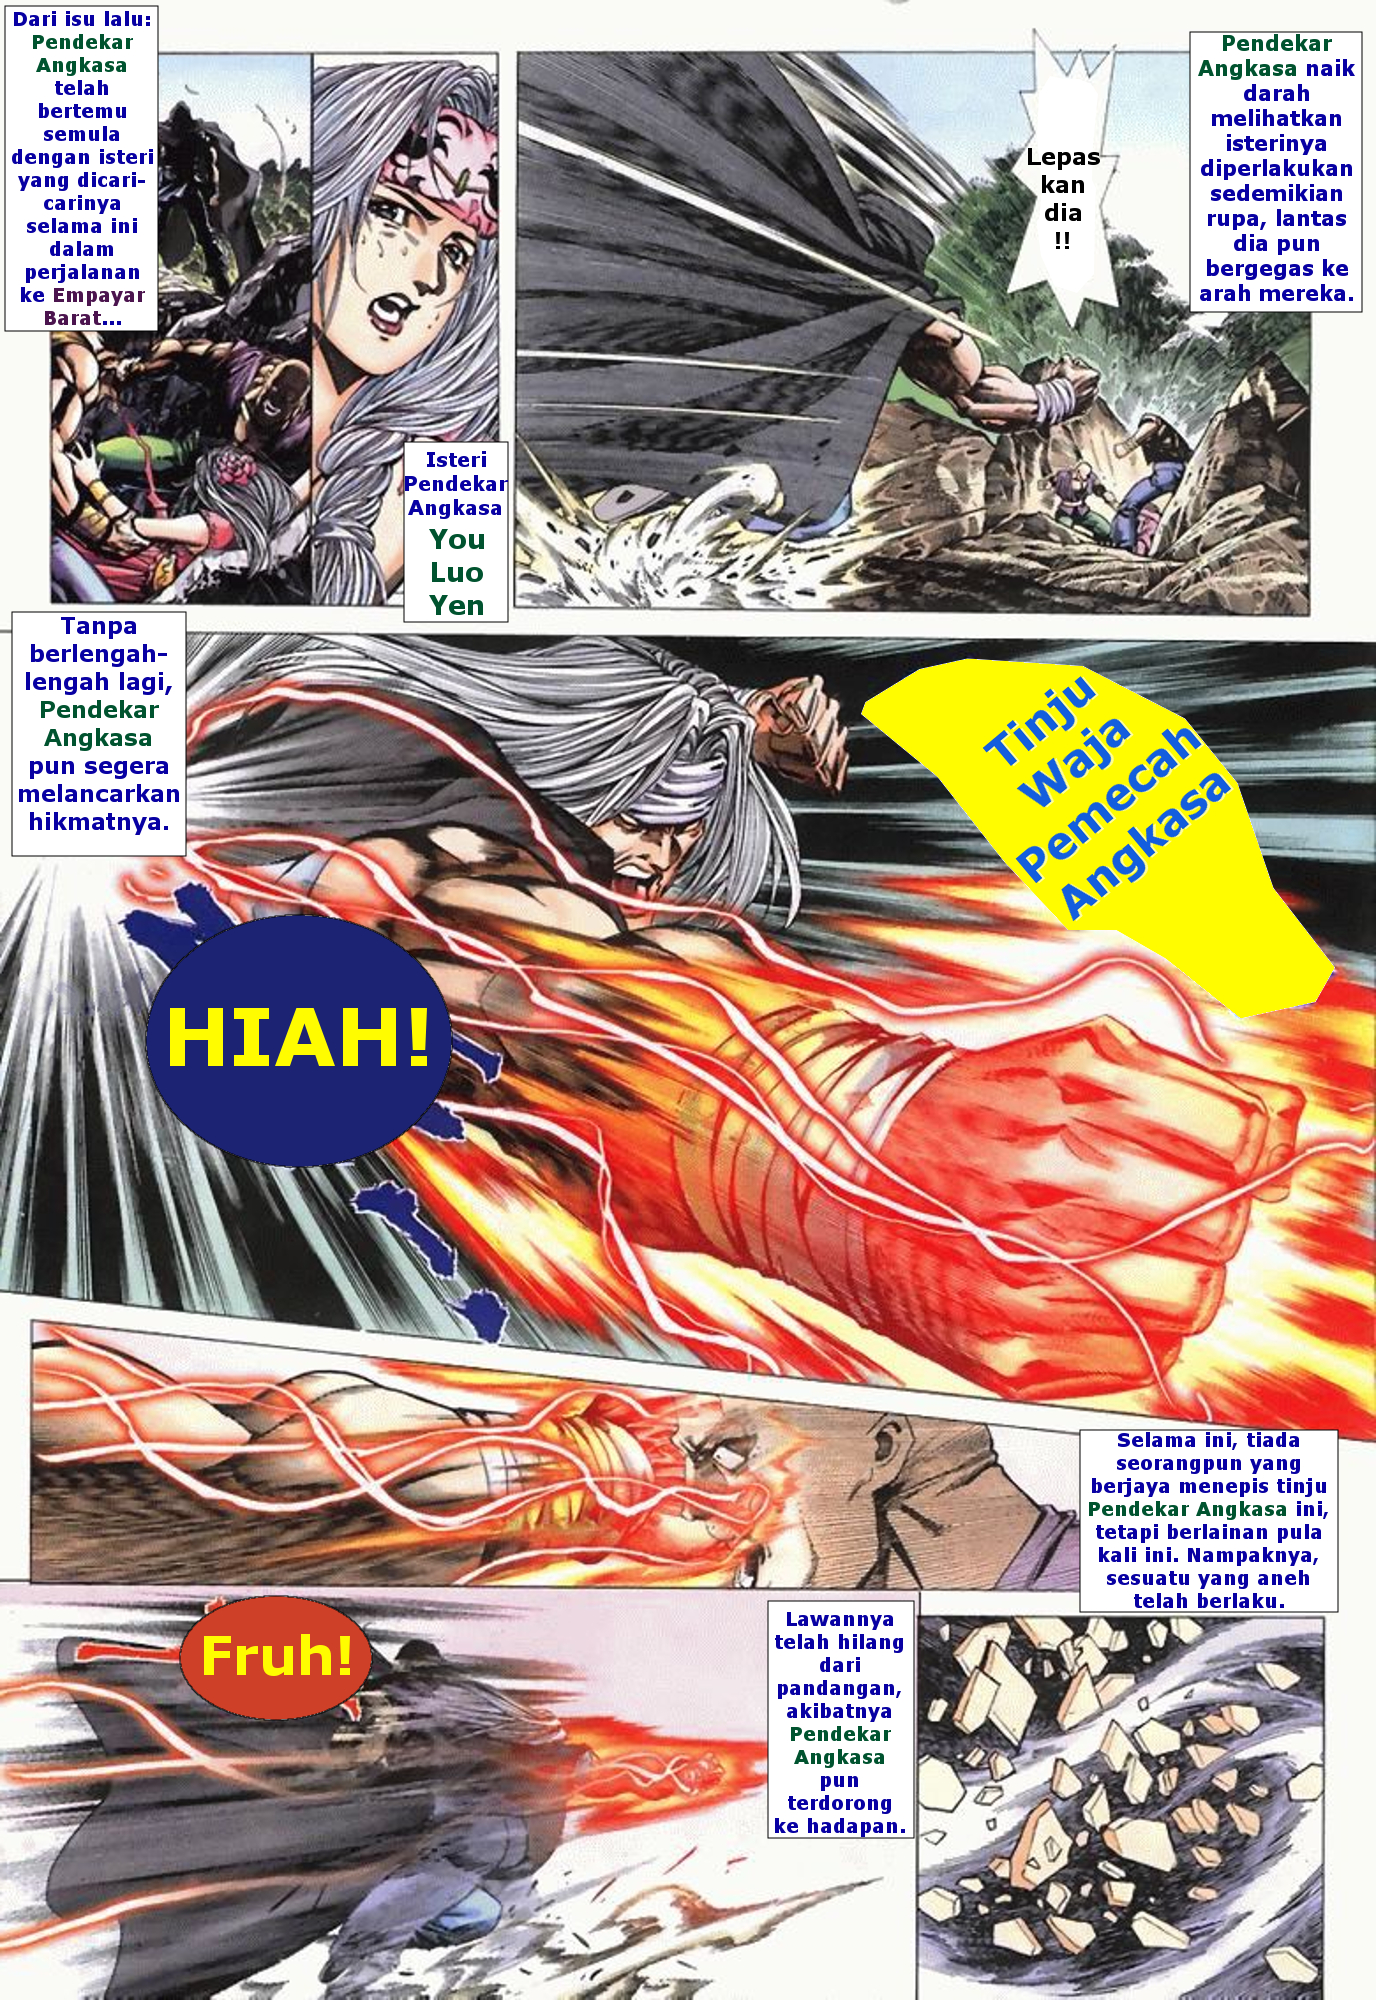 Dari isu lalu:
Pendekar
Angkasa
telah
bertemu
semula
dengan isteri
yang dicari-
carinya
selama ini
dalam
perjalanan
ke Empayar
Barat...
Isteri
Pendekar
Angkasa
You
Luo
Yen
Lepas
kan
dia
!!
Pendekar
Angkasa naik
darah
melihatkan
isterinya
diperlakukan
sedemikian
rupa, lantas
dia pun
bergegas ke
arah mereka.
Tanpa
berlengah-
lengah lagi,
Pendekar
Angkasa
pun segera
melancarkan
hikmatnya.
Tinju
Waja
Pemecah
Angkasa
HIAH!
Selama ini, tiada
seorangpun yang
berjaya menepis tinju
Pendekar Angkasa ini,
tetapi berlainan pula
kali ini. Nampaknya,
sesuatu yang aneh
telah berlaku.
Fruh!
Lawannya
telah hilang
dari
pandangan,
akibatnya
Pendekar
Angkasa
pun
terdorong
ke hadapan.